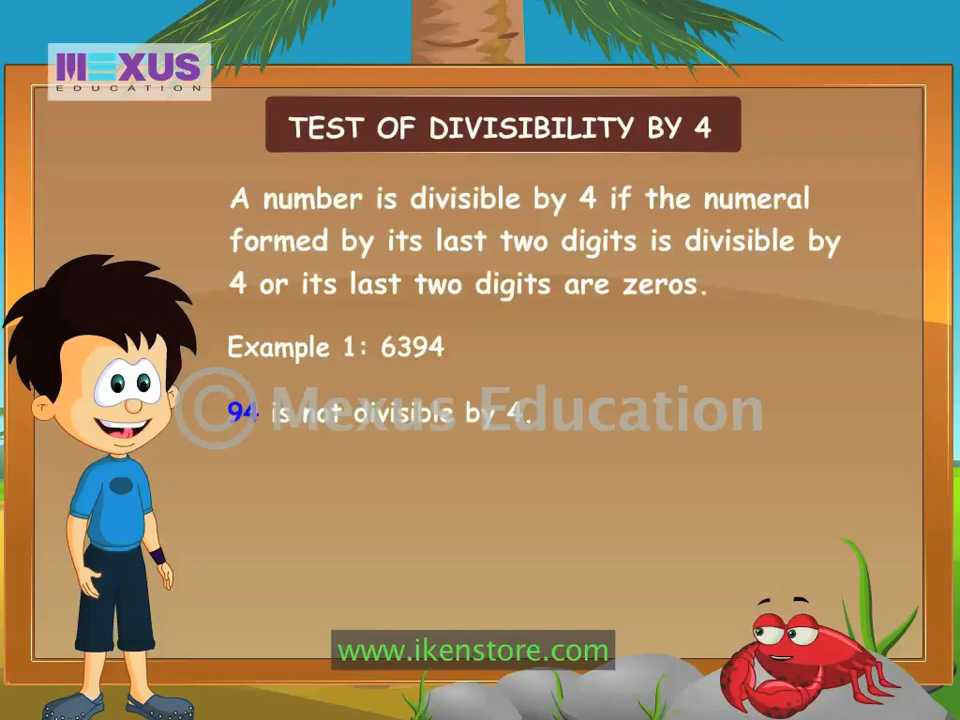 MEXUS
EDUCATION
TEST OF DIVISIBILITY BY 4
A number is divisible by 4 if the numeral
formed by its last two digits is divisible by
4 or its last two digits are zeros.
Example 1: 6394
94 is not divisible by 4.
© Mexus Education
www.ikenstore.com